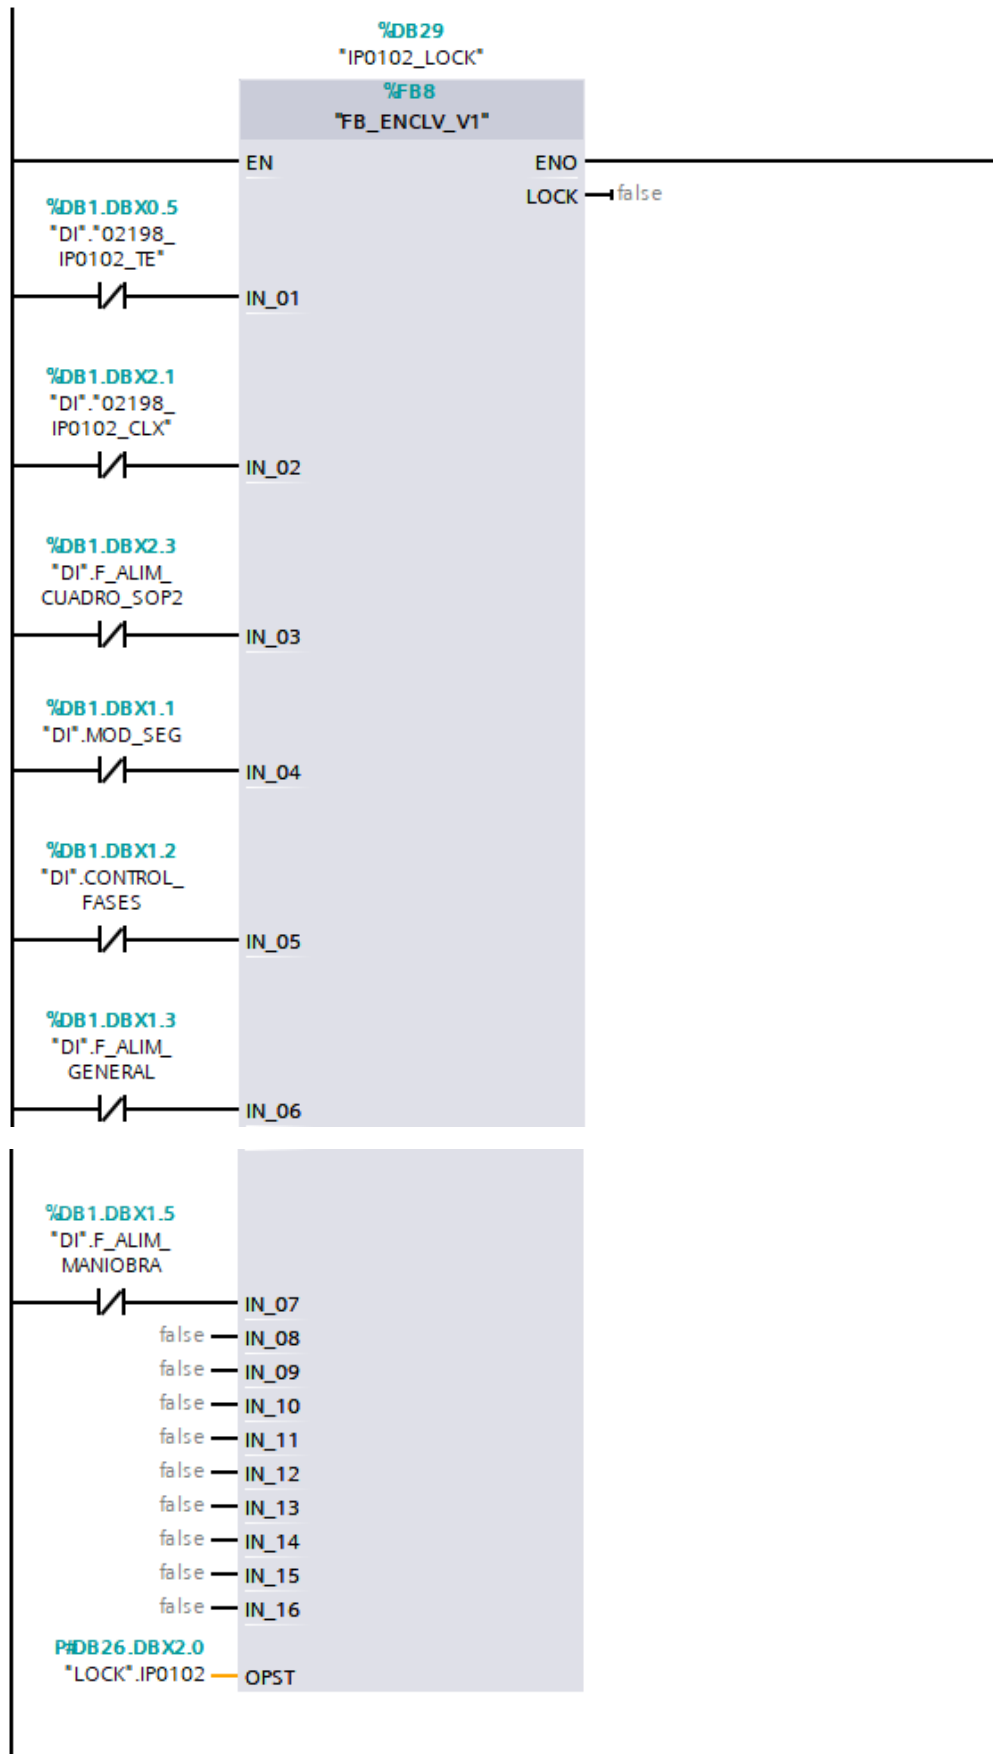 %DB29
"IP0102_LOCK"
%FB8
"FB_ENCLV_V1"
EN
ENO
LOCK
false
%DB1.DBX0.5
"DI"."02198_
IP0102_TE"
IN_01
%DB1.DBX2.1
"DI"."02198_
IP0102_CLX"
IN_02
%DB1.DBX2.3
"DI".F_ALIM_
CUADRO_SOP2
IN_03
%DB1.DBX1.1
"DI".MOD_SEG
IN_04
%DB1.DBX1.2
"DI".CONTROL_
FASES
IN_05
%DB1.DBX1.3
"DI".F_ALIM_
GENERAL
IN_06
%DB1.DBX1.5
"DI".F_ALIM_
MANIOBRA
IN_07
false IN_08
false IN_09
false IN_10
false IN_11
false IN_12
false IN_13
false IN_14
false IN_15
false IN_16
P#DB26.DBX2.0
"LOCK".IP0102 OPST